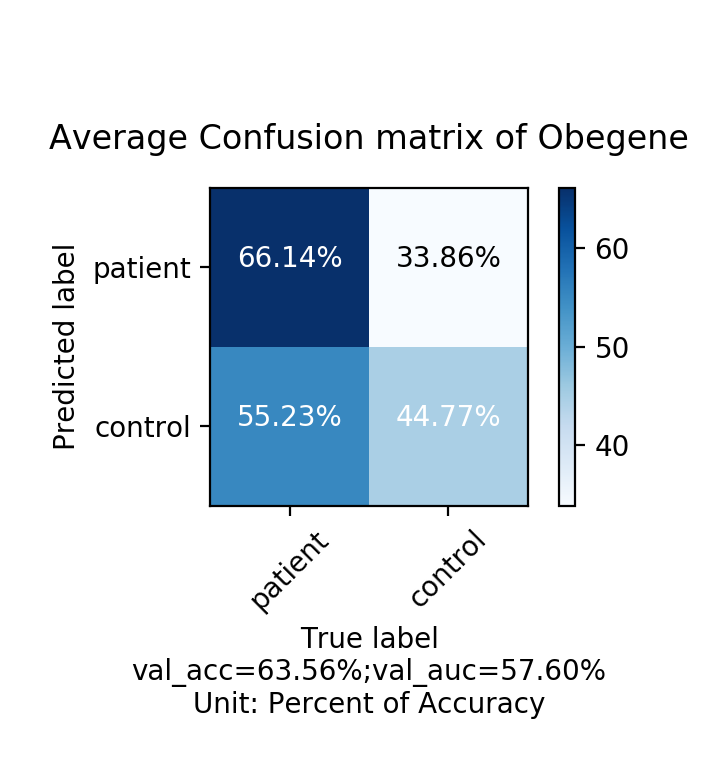 Average Confusion matrix of Obegene
Predicted label
patient
66.14%
33.86%
control
55.23%
44.77%
60
50
40
patient
control
True label
val_acc=63.56%;val_auc=57.60%
Unit: Percent of Accuracy